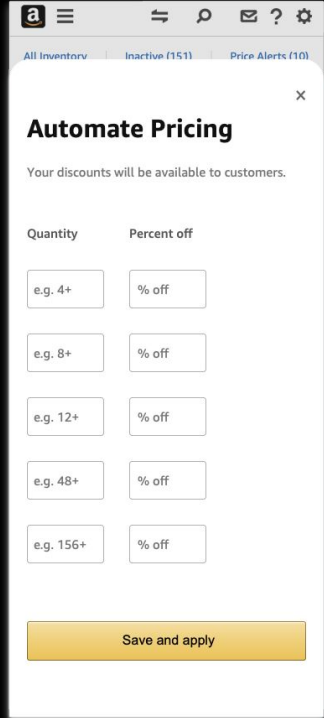 a
All Inventory Inactive (151) Price Alerts (10)
×
Automate Pricing
Your discounts will be available to customers.
Quantity Percent off
e.g. 4+ % off
e.g. 8+ % off
e.g. 12+ % off
e.g. 48+ % off
e.g. 156+ % off
Save and apply